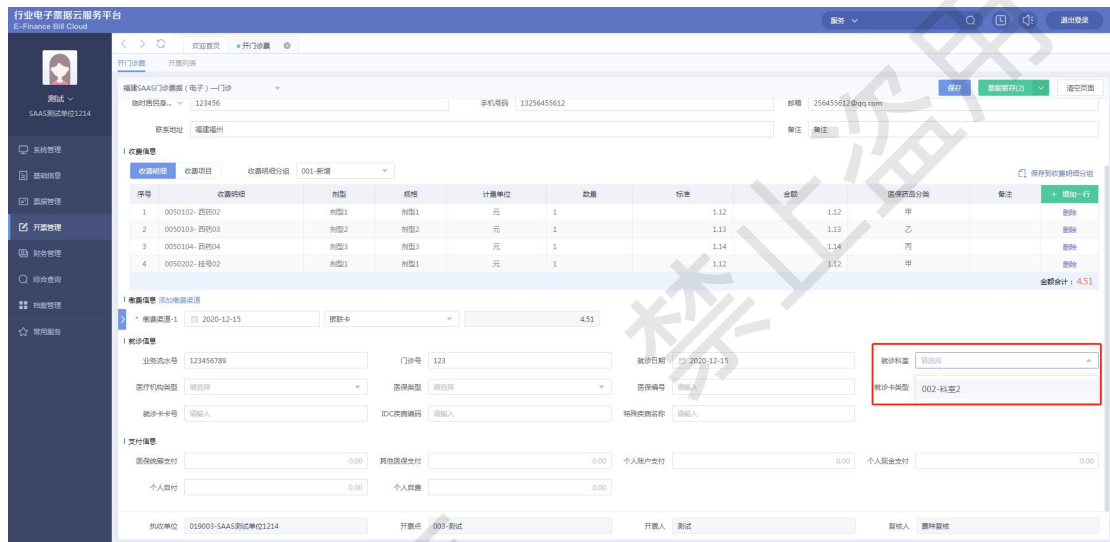 行业电子票据云服务平台
E-Finance Bill Cloud
服务
退出登录
测试
SAAS测试单位1214
系统管理
基础信息
票据管理
开票管理
财务管理
综合查询
档案管理
常用服务
欢迎首页 开门诊票
开门诊票 开票列表
福建SAAS门诊票据(电子)—门诊 保存 票据暂存(2) 清空页面
临时居民身... 123456 手机号码 13256455612 邮箱 256455612@qq.com
联系地址 福建福州 备注 备注
收费信息
收费明细 收费项目 收费明细分组 001-新增 保存到收费明细分组
序号 收费明细 剂型 规格 计量单位 数量 标准 金额 医保药品分类 备注 + 增加一行
1 0050102-西药02 剂型1 剂型1 元 1 1.12 1.12 甲 删除
2 0050103-西药03 剂型2 剂型2 元 1 1.13 1.13 乙 删除
3 0050104-西药04 剂型3 剂型3 元 1 1.14 1.14 丙 删除
4 0050202-挂号02 剂型1 剂型1 元 1 1.12 1.12 甲 删除
金额合计:4.51
缴费信息 添加缴费渠道
* 缴费渠道-1 2020-12-15 银联卡 4.51
就诊信息
业务流水号 123456789 门诊号 123 就诊日期 2020-12-15 就诊科室 请选择
医疗机构类型 请选择 医保类型 请选择 医保编号 请输入 就诊卡类型 002-科室2
就诊卡卡号 请输入 IDC疾病编码 请输入 特殊疾病名称 请输入
支付信息
医保统筹支付 0.00 其他医保支付 0.00 个人账户支付 0.00 个人现金支付 0.00
个人自付 0.00 个人自费 0.00
执收单位 019003-SAAS测试单位1214 开票点 003-测试 开票人 测试 复核人 票种复核
禁止盗用